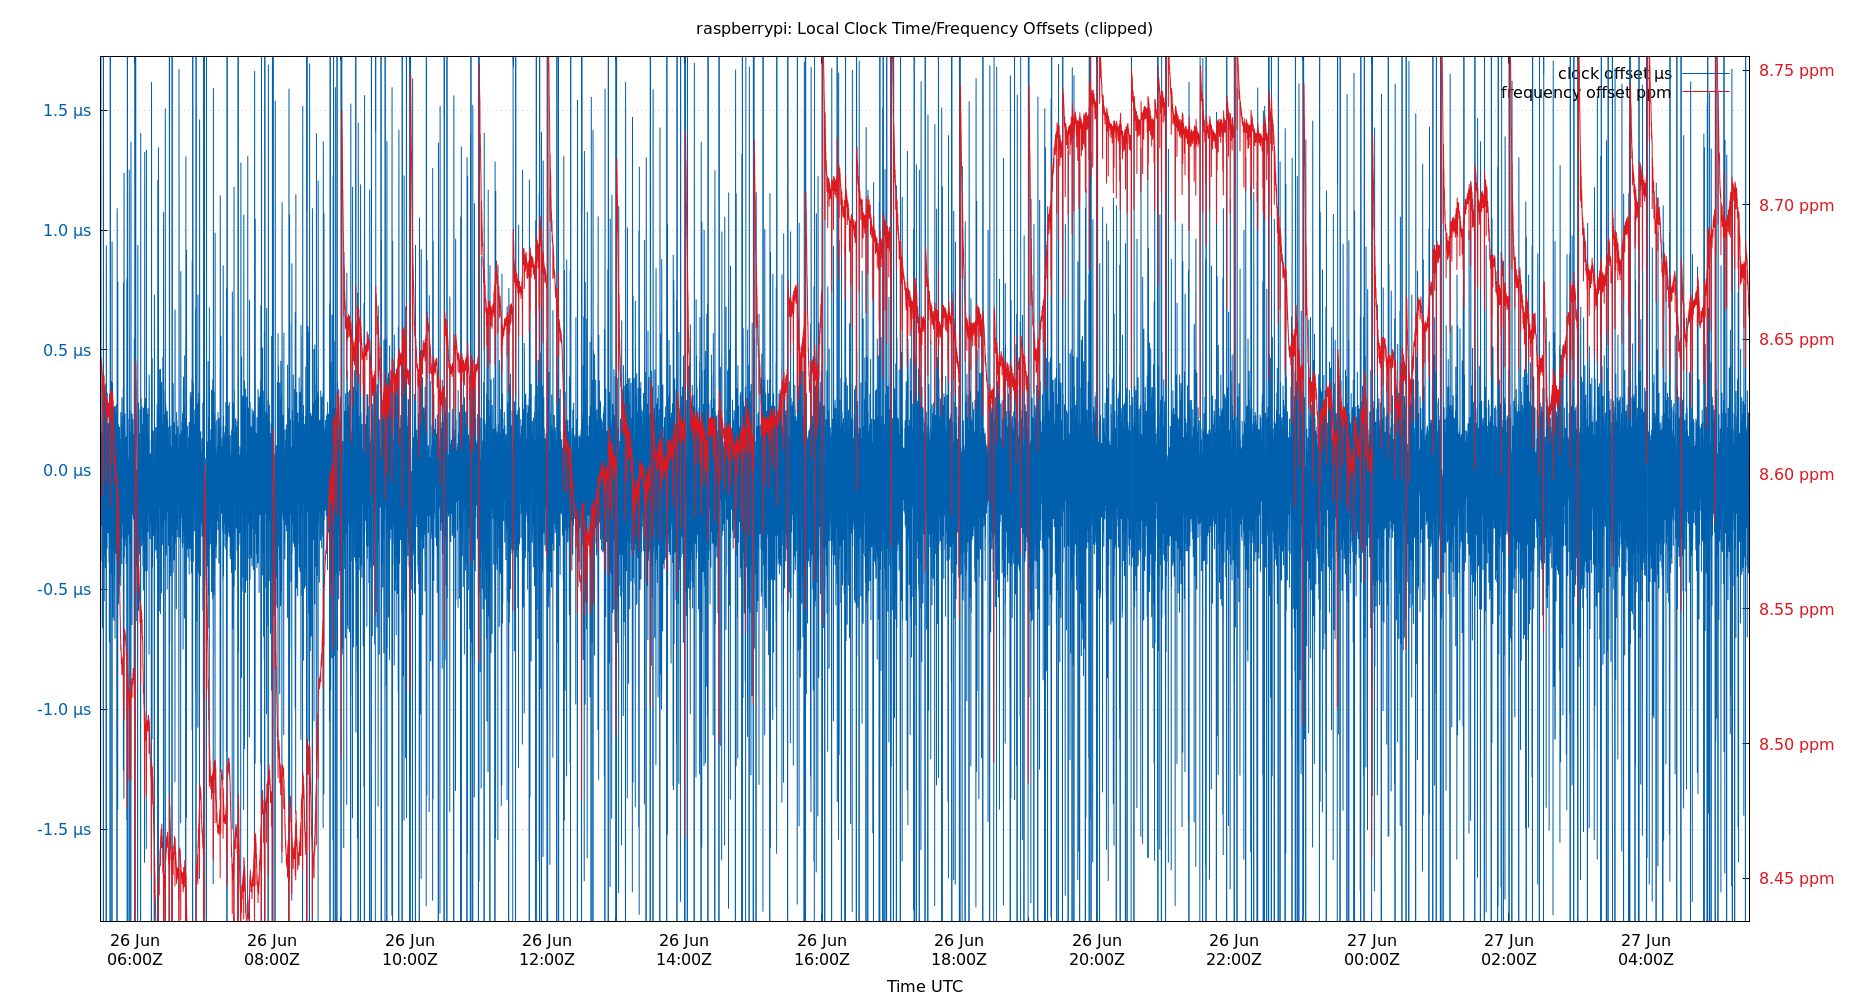 raspberrypi: Local Clock Time/Frequency Offsets (clipped)
clock offset µs
frequency offset ppm
1.5 µs
1.0 µs
0.5 µs
0.0 µs
-0.5 µs
-1.0 µs
-1.5 µs
8.75 ppm
8.70 ppm
8.65 ppm
8.60 ppm
8.55 ppm
8.50 ppm
8.45 ppm
26 Jun 26 Jun 26 Jun 26 Jun 26 Jun 26 Jun 26 Jun 26 Jun 26 Jun 27 Jun 27 Jun 27 Jun
06:00Z 08:00Z 10:00Z 12:00Z 14:00Z 16:00Z 18:00Z 20:00Z 22:00Z 00:00Z 02:00Z 04:00Z
Time UTC